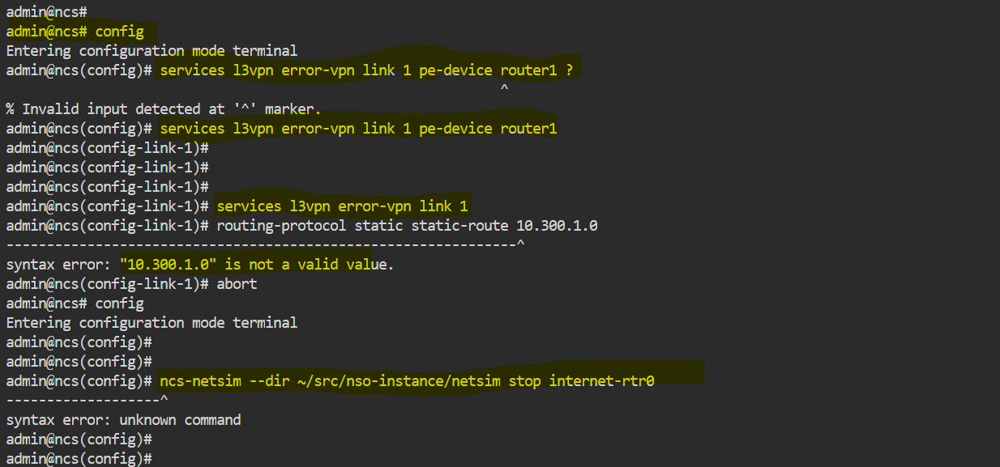 admin@ncs#
admin@ncs# config
Entering configuration mode terminal
admin@ncs(config)# services l3vpn error-vpn link 1 pe-device router1 ?
^
% Invalid input detected at '^' marker.
admin@ncs(config)# services l3vpn error-vpn link 1 pe-device router1
admin@ncs(config-link-1)#
admin@ncs(config-link-1)#
admin@ncs(config-link-1)#
admin@ncs(config-link-1)# services l3vpn error-vpn link 1
admin@ncs(config-link-1)# routing-protocol static static-route 10.300.1.0
---------------------------------------------------------------^
syntax error: "10.300.1.0" is not a valid value.
admin@ncs(config-link-1)# abort
admin@ncs# config
Entering configuration mode terminal
admin@ncs(config)#
admin@ncs(config)#
admin@ncs(config)# ncs-netsim --dir ~/src/nso-instance/netsim stop internet-rtr0
-------------------^
syntax error: unknown command
admin@ncs(config)#
admin@ncs(config)#